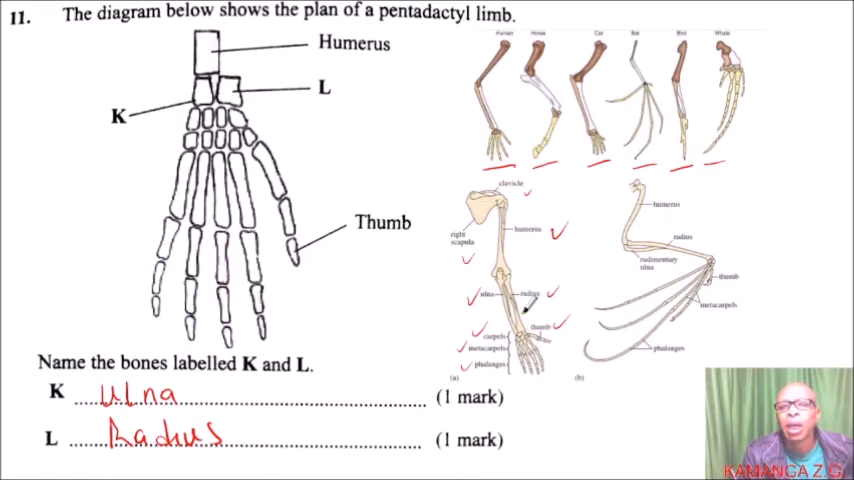 11. The diagram below shows the plan of a pentadactyl limb.
Humerus
L
K
Thumb
Name the bones labelled K and L.
K ulna (1 mark)
L Radius (1 mark)
Human Horse Cat Bat Bird Whale
clavicle
right
scapula
humerus
ulna
radius
thumb
carpels
metacarpels
phalanges
(a)
humerus
radius
rudimentary
ulna
thumb
metacarpels
phalanges
(b)
KAMANGA Z.G.